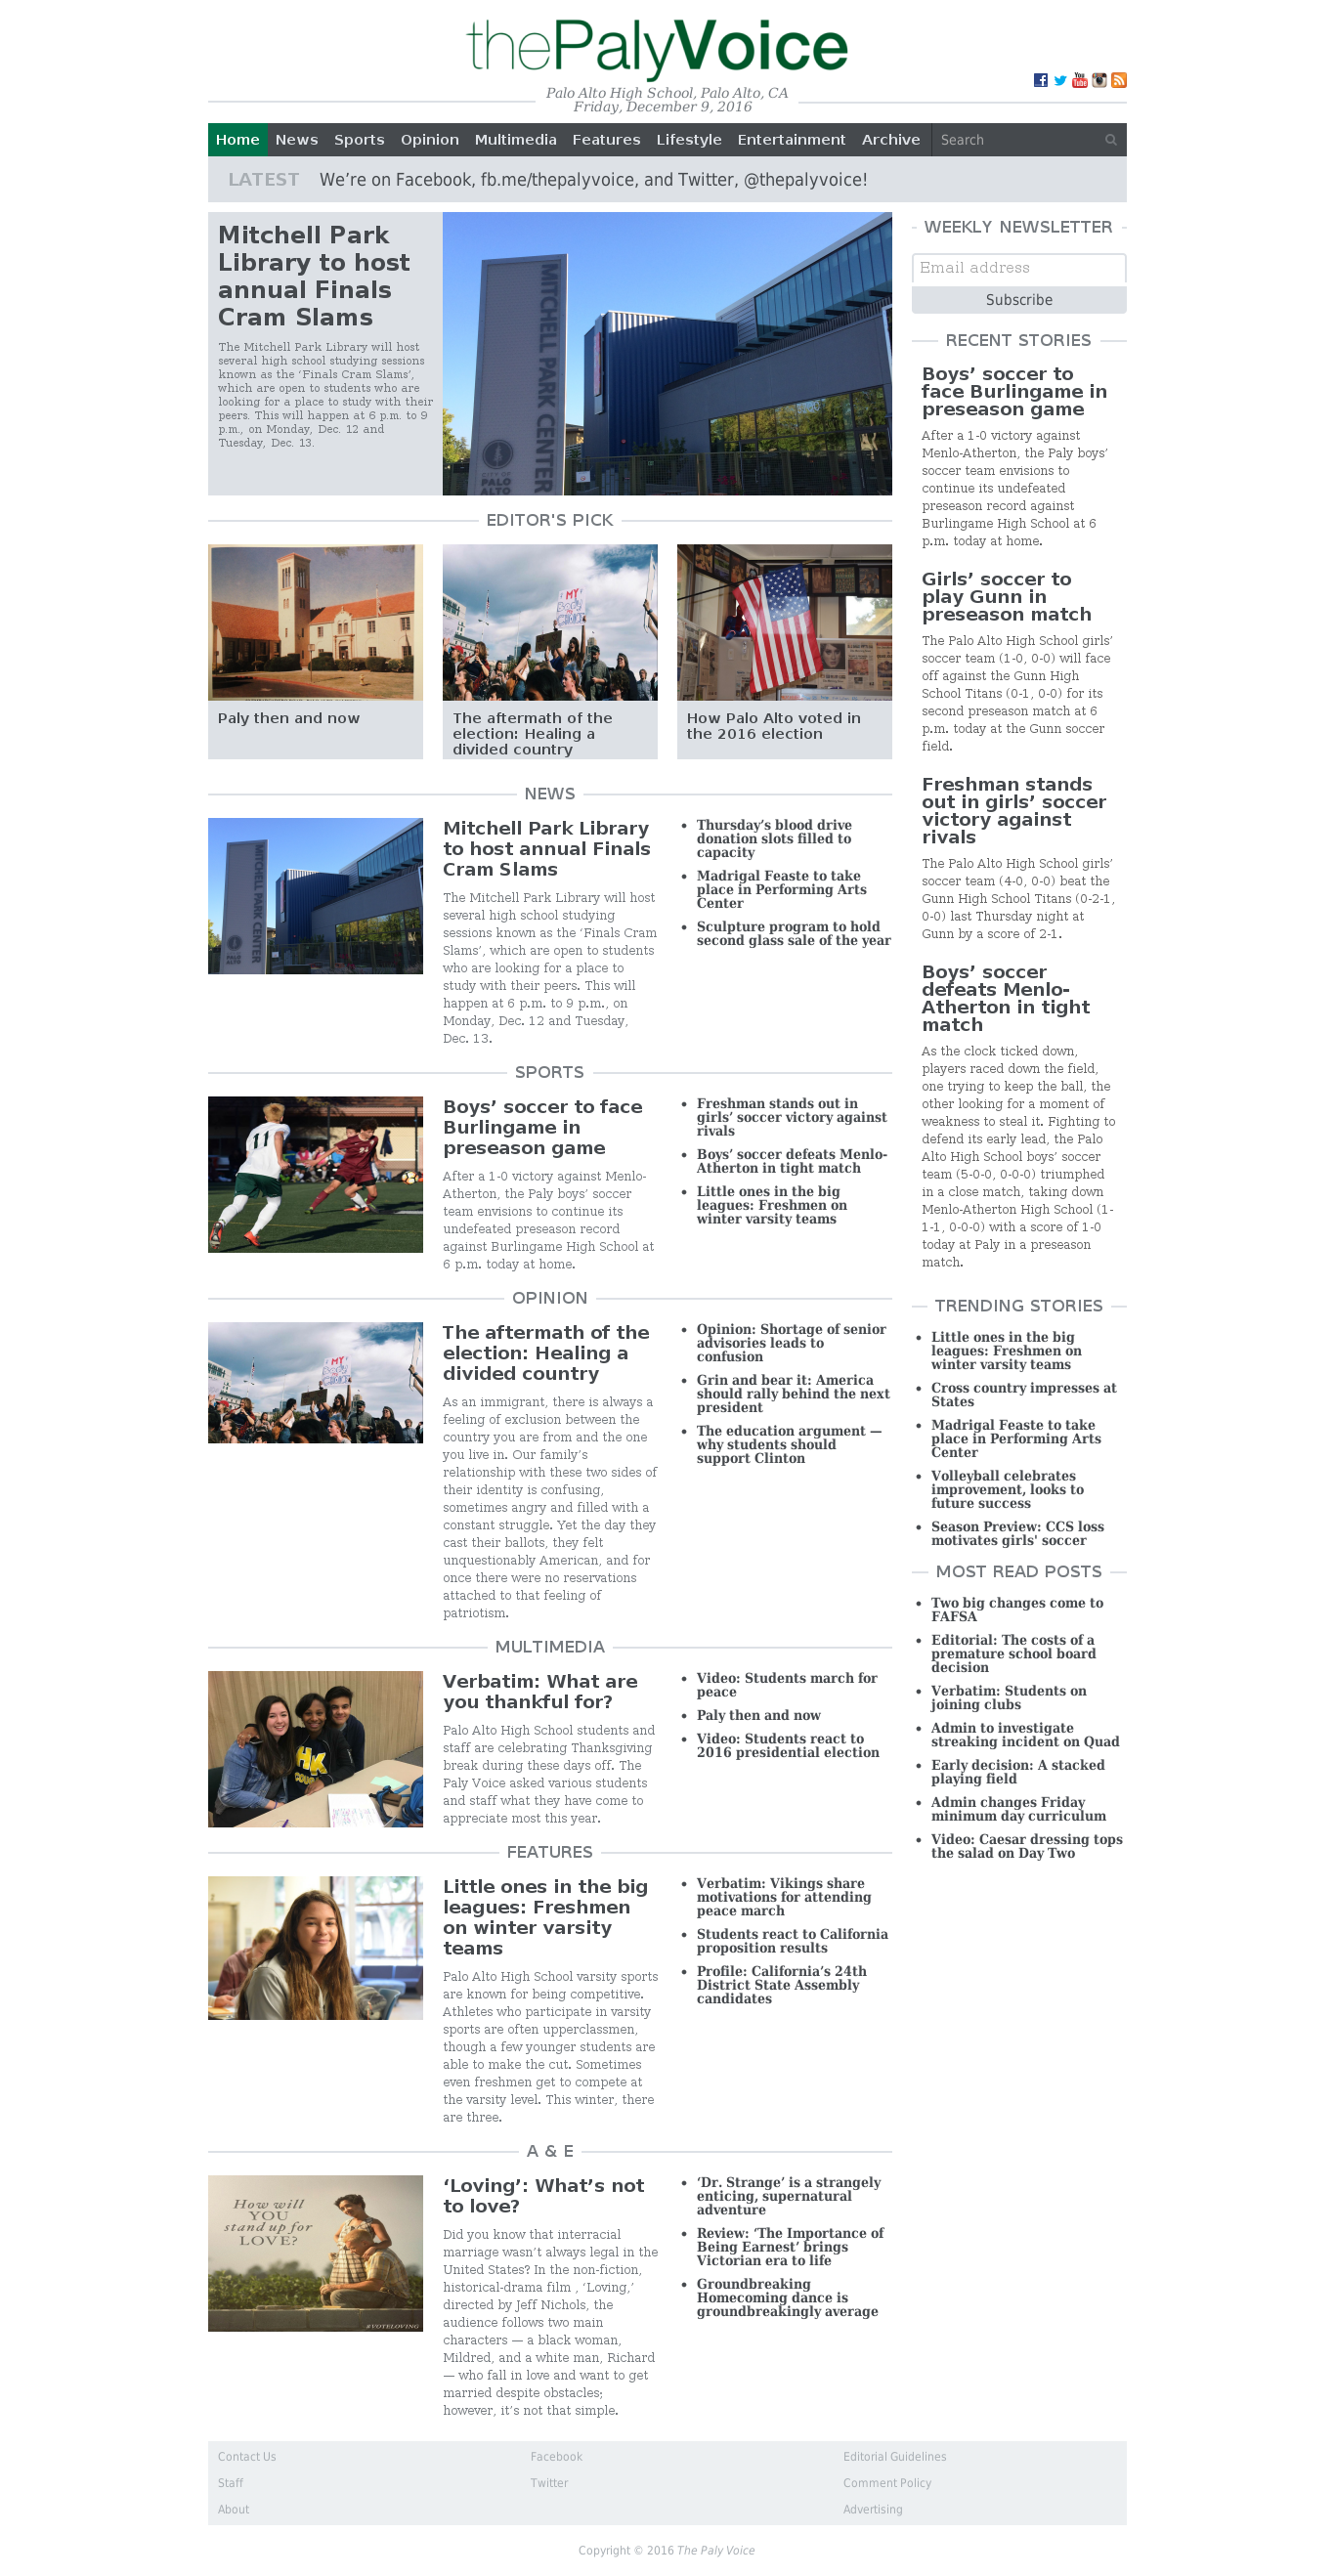 thePalyVoice
Palo Alto High School, Palo Alto, CA
Friday, December 9, 2016
Home News Sports Opinion Multimedia Features Lifestyle Entertainment Archive Search
LATEST We’re on Facebook, fb.me/thepalyvoice, and Twitter, @thepalyvoice!
Mitchell Park
Library to host
annual Finals
Cram Slams
The Mitchell Park Library will host
several high school studying sessions
known as the ‘Finals Cram Slams’,
which are open to students who are
looking for a place to study with their
peers. This will happen at 6 p.m. to 9
p.m., on Monday, Dec. 12 and
Tuesday, Dec. 13.
MITCHELL PARK CENTER
CITY OF
PALO
ALTO
EDITOR'S PICK
MY
Paly then and now
The aftermath of the
election: Healing a
divided country
How Palo Alto voted in
the 2016 election
NEWS
MITCHELL PARK CENTER
Mitchell Park Library
to host annual Finals
Cram Slams
The Mitchell Park Library will host
several high school studying
sessions known as the ‘Finals Cram
Slams’, which are open to students
who are looking for a place to
study with their peers. This will
happen at 6 p.m. to 9 p.m., on
Monday, Dec. 12 and Tuesday,
Dec. 13.
Thursday’s blood drive
donation slots filled to
capacity
Madrigal Feaste to take
place in Performing Arts
Center
Sculpture program to hold
second glass sale of the year
SPORTS
11
Boys’ soccer to face
Burlingame in
preseason game
After a 1-0 victory against Menlo-
Atherton, the Paly boys’ soccer
team envisions to continue its
undefeated preseason record
against Burlingame High School at
6 p.m. today at home.
Freshman stands out in
girls’ soccer victory against
rivals
Boys’ soccer defeats Menlo-
Atherton in tight match
Little ones in the big
leagues: Freshmen on
winter varsity teams
OPINION
MY
The aftermath of the
election: Healing a
divided country
As an immigrant, there is always a
feeling of exclusion between the
country you are from and the one
you live in. Our family’s
relationship with these two sides of
their identity is confusing,
sometimes angry and filled with a
constant struggle. Yet the day they
cast their ballots, they felt
unquestionably American, and for
once there were no reservations
attached to that feeling of
patriotism.
Opinion: Shortage of senior
advisories leads to
confusion
Grin and bear it: America
should rally behind the next
president
The education argument —
why students should
support Clinton
MULTIMEDIA
HK
Verbatim: What are
you thankful for?
Palo Alto High School students and
staff are celebrating Thanksgiving
break during these days off. The
Paly Voice asked various students
and staff what they have come to
appreciate most this year.
Video: Students march for
peace
Paly then and now
Video: Students react to
2016 presidential election
FEATURES
Little ones in the big
leagues: Freshmen
on winter varsity
teams
Palo Alto High School varsity sports
are known for being competitive.
Athletes who participate in varsity
sports are often upperclassmen,
though a few younger students are
able to make the cut. Sometimes
even freshmen get to compete at
the varsity level. This winter, there
are three.
Verbatim: Vikings share
motivations for attending
peace march
Students react to California
proposition results
Profile: California’s 24th
District State Assembly
candidates
A & E
How will
YOU
stand up for
LOVE?
#VOTELOVING
‘Loving’: What’s not
to love?
Did you know that interracial
marriage wasn’t always legal in the
United States? In the non-fiction,
historical-drama film , ‘Loving,’
directed by Jeff Nichols, the
audience follows two main
characters — a black woman,
Mildred, and a white man, Richard
— who fall in love and want to get
married despite obstacles;
however, it’s not that simple.
‘Dr. Strange’ is a strangely
enticing, supernatural
adventure
Review: ‘The Importance of
Being Earnest’ brings
Victorian era to life
Groundbreaking
Homecoming dance is
groundbreakingly average
WEEKLY NEWSLETTER
Email address
Subscribe
RECENT STORIES
Boys’ soccer to
face Burlingame in
preseason game
After a 1-0 victory against
Menlo-Atherton, the Paly boys’
soccer team envisions to
continue its undefeated
preseason record against
Burlingame High School at 6
p.m. today at home.
Girls’ soccer to
play Gunn in
preseason match
The Palo Alto High School girls’
soccer team (1-0, 0-0) will face
off against the Gunn High
School Titans (0-1, 0-0) for its
second preseason match at 6
p.m. today at the Gunn soccer
field.
Freshman stands
out in girls’ soccer
victory against
rivals
The Palo Alto High School girls’
soccer team (4-0, 0-0) beat the
Gunn High School Titans (0-2-1,
0-0) last Thursday night at
Gunn by a score of 2-1.
Boys’ soccer
defeats Menlo-
Atherton in tight
match
As the clock ticked down,
players raced down the field,
one trying to keep the ball, the
other looking for a moment of
weakness to steal it. Fighting to
defend its early lead, the Palo
Alto High School boys’ soccer
team (5-0-0, 0-0-0) triumphed
in a close match, taking down
Menlo-Atherton High School (1-
1-1, 0-0-0) with a score of 1-0
today at Paly in a preseason
match.
TRENDING STORIES
Little ones in the big
leagues: Freshmen on
winter varsity teams
Cross country impresses at
States
Madrigal Feaste to take
place in Performing Arts
Center
Volleyball celebrates
improvement, looks to
future success
Season Preview: CCS loss
motivates girls' soccer
MOST READ POSTS
Two big changes come to
FAFSA
Editorial: The costs of a
premature school board
decision
Verbatim: Students on
joining clubs
Admin to investigate
streaking incident on Quad
Early decision: A stacked
playing field
Admin changes Friday
minimum day curriculum
Video: Caesar dressing tops
the salad on Day Two
Contact Us
Staff
About
Facebook
Twitter
Editorial Guidelines
Comment Policy
Advertising
Copyright © 2016 The Paly Voice